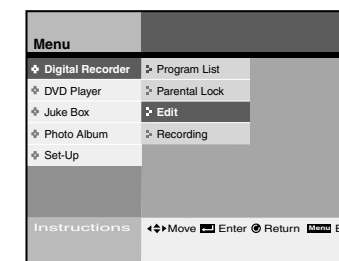 Menu
Digital Recorder
Program List
DVD Player
Parental Lock
Juke Box
Edit
Photo Album
Recording
Set-Up
Instructions
Move Enter Return Menu E